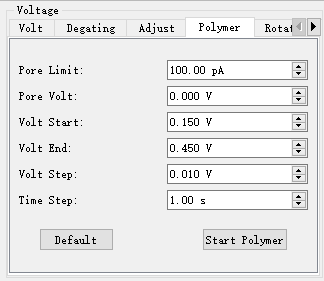 Voltage
Volt Degating Adjust Polymer Rotat
Pore Limit: 100.00 pA
Pore Volt: 0.000 V
Volt Start: 0.150 V
Volt End: 0.450 V
Volt Step: 0.010 V
Time Step: 1.00 s
Default Start Polymer